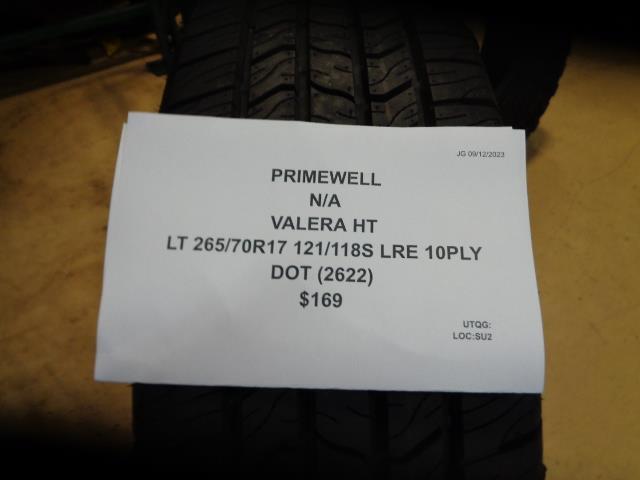 JG 09/12/2023
PRIMEWELL
N/A
VALERA HT
LT 265/70R17 121/118S LRE 10PLY
DOT (2622)
$169
UTQG:
LOC:SU2